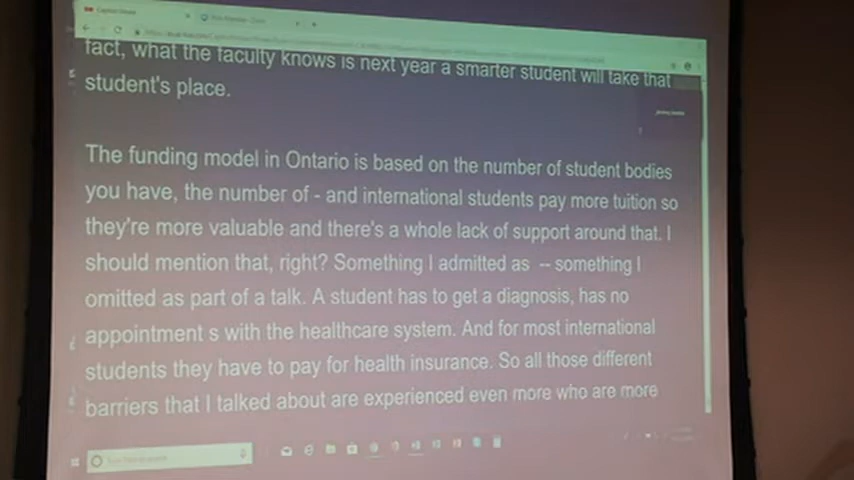 fact, what the faculty knows is next year a smarter student will take that
student's place.
The funding model in Ontario is based on the number of student bodies
you have, the number of - and international students pay more tuition so
they're more valuable and there's a whole lack of support around that. I
should mention that, right? Something I admitted as -- something I
omitted as part of a talk. A student has to get a diagnosis, has no
appointment s with the healthcare system. And for most international
students they have to pay for health insurance. So all those different
barriers that I talked about are experienced even more who are more